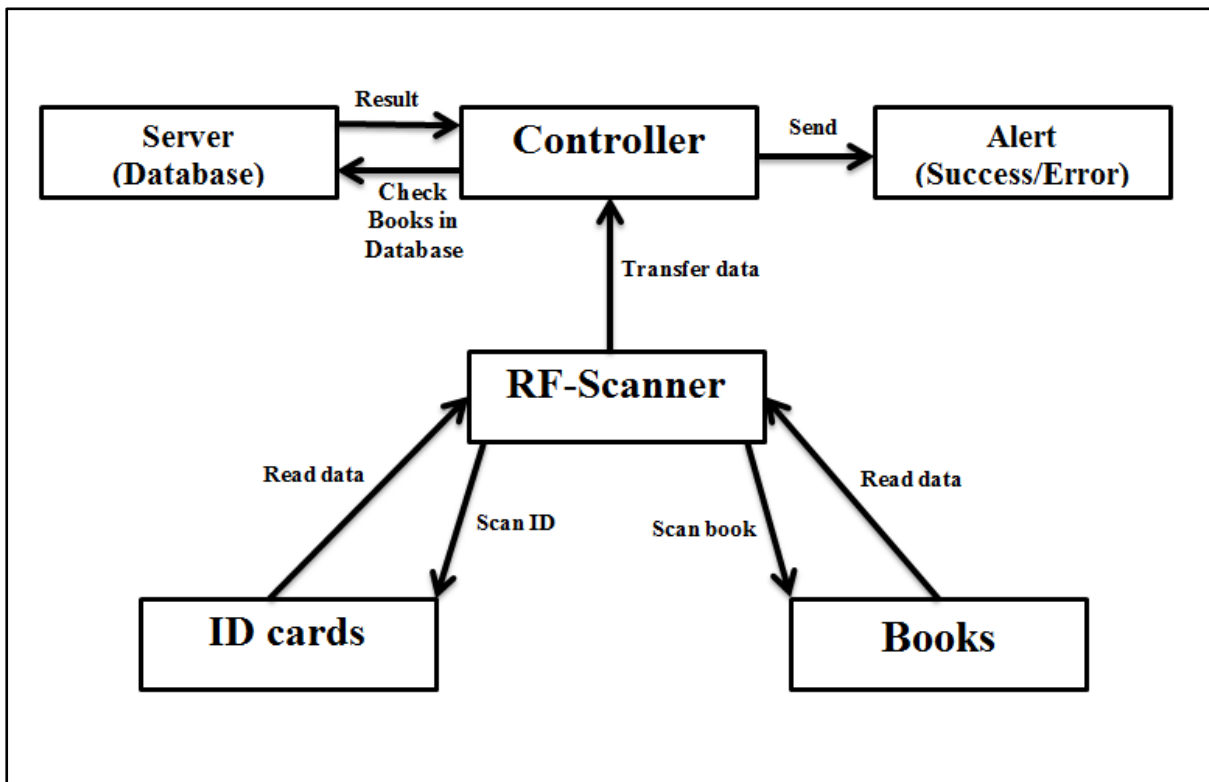 Result
Server
(Database)
Controller
Send
Alert
(Success/Error)
Check
Books in
Database
Transfer data
RF-Scanner
Read data
Scan ID
Scan book
Read data
ID cards
Books